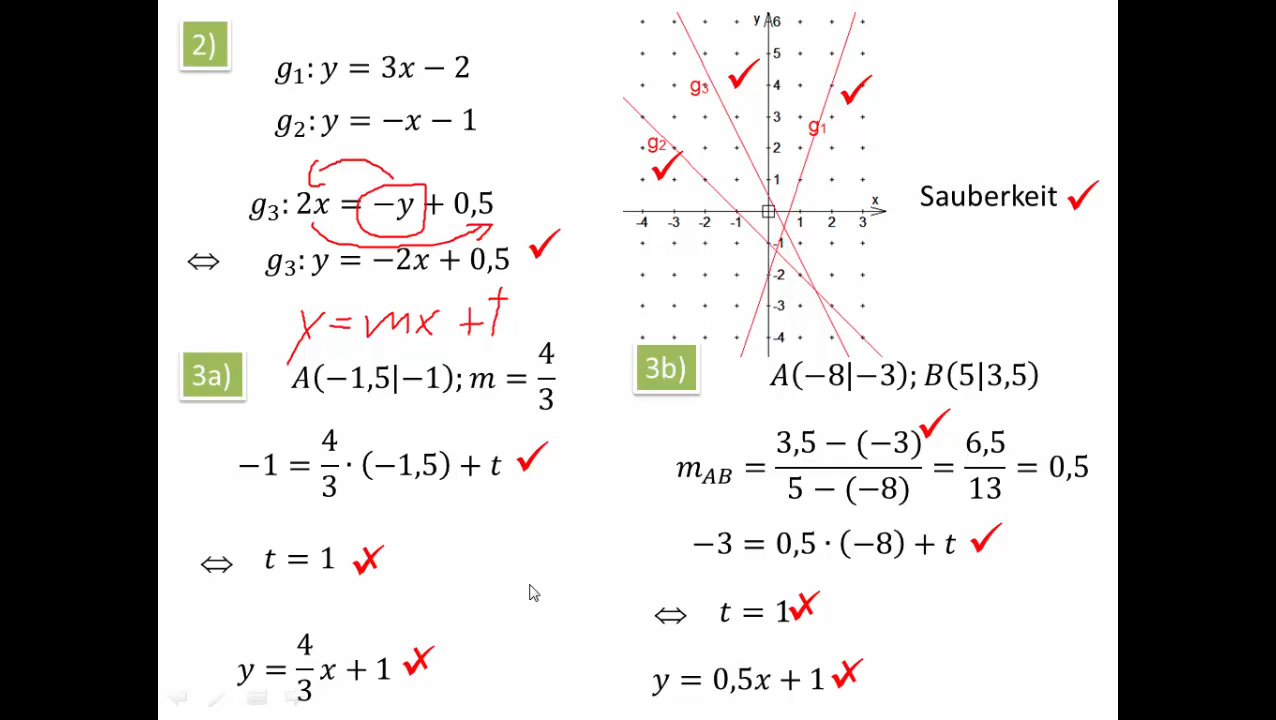 2)
g₁: y = 3x − 2
g₂: y = −x − 1
g₃: 2x = −y + 0,5
⇔ g₃: y = −2x + 0,5
y = mx + t
y 6
5
4
3
2
1
x
-4 -3 -2 -1 1 2 3
-1
-2
-3
-4
g₃
g₁
g₂
Sauberkeit
3a)
A(−1,5|−1); m = 4/3
−1 = 4/3 · (−1,5) + t
⇔ t = 1
y = 4/3 x + 1
3b)
A(−8|−3); B(5|3,5)
m_AB = (3,5 − (−3))/(5 − (−8)) = 6,5/13 = 0,5
−3 = 0,5 · (−8) + t
⇔ t = 1
y = 0,5x + 1